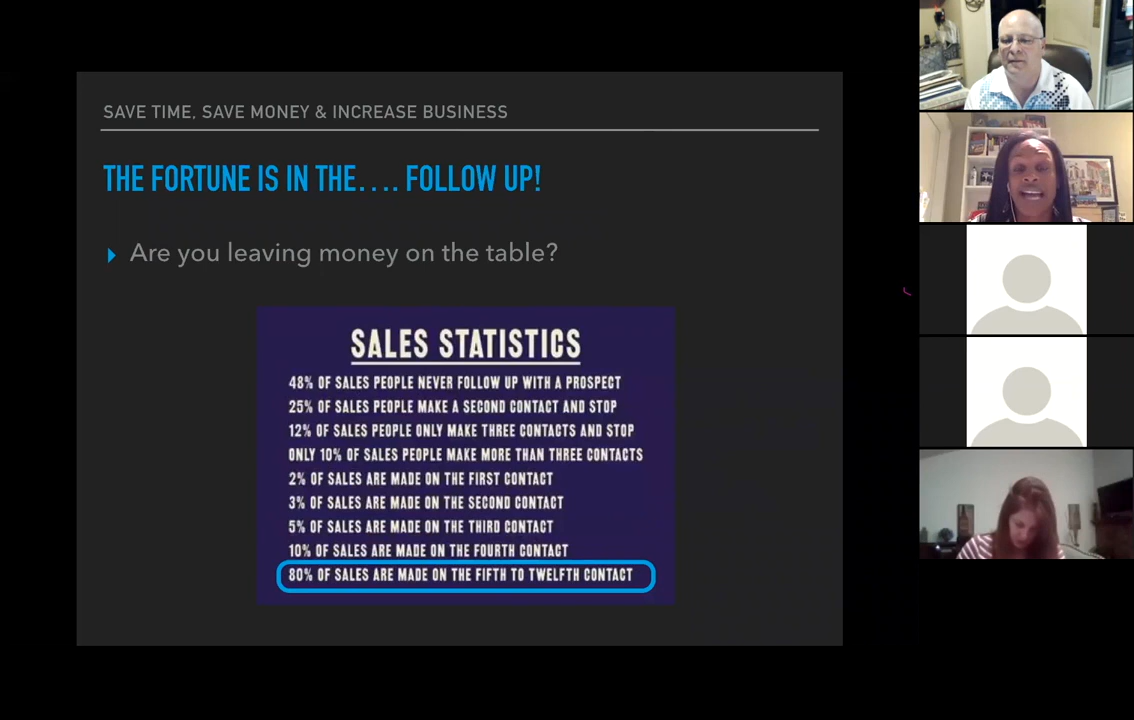 SAVE TIME, SAVE MONEY & INCREASE BUSINESS
THE FORTUNE IS IN THE.... FOLLOW UP!
Are you leaving money on the table?
SALES STATISTICS
48% OF SALES PEOPLE NEVER FOLLOW UP WITH A PROSPECT
25% OF SALES PEOPLE MAKE A SECOND CONTACT AND STOP
12% OF SALES PEOPLE ONLY MAKE THREE CONTACTS AND STOP
ONLY 10% OF SALES PEOPLE MAKE MORE THAN THREE CONTACTS
2% OF SALES ARE MADE ON THE FIRST CONTACT
3% OF SALES ARE MADE ON THE SECOND CONTACT
5% OF SALES ARE MADE ON THE THIRD CONTACT
10% OF SALES ARE MADE ON THE FOURTH CONTACT
80% OF SALES ARE MADE ON THE FIFTH TO TWELFTH CONTACT